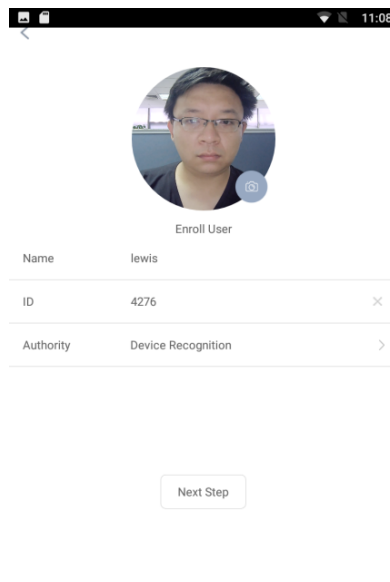 11:08
Enroll User
Name lewis
ID 4276
Authority Device Recognition
Next Step